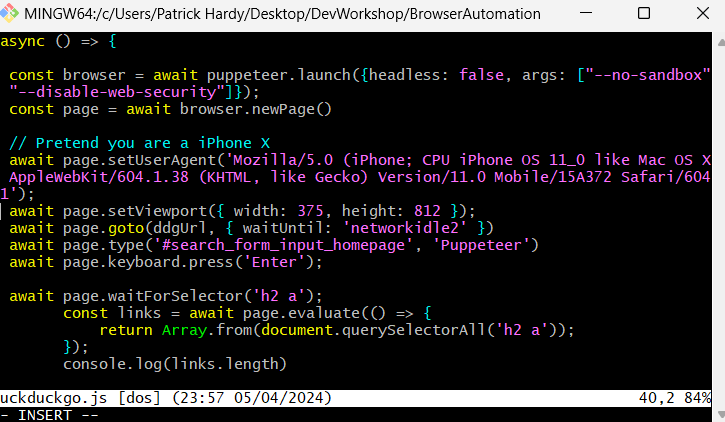 MINGW64:/c/Users/Patrick Hardy/Desktop/DevWorkshop/BrowserAutomation
async () => {
const browser = await puppeteer.launch({headless: false, args: ["--no-sandbox"
"--disable-web-security"]});
const page = await browser.newPage()
// Pretend you are a iPhone X
await page.setUserAgent('Mozilla/5.0 (iPhone; CPU iPhone OS 11_0 like Mac OS X
AppleWebKit/604.1.38 (KHTML, like Gecko) Version/11.0 Mobile/15A372 Safari/604
1');
await page.setViewport({ width: 375, height: 812 });
await page.goto(ddgUrl, { waitUntil: 'networkidle2' })
await page.type('#search_form_input_homepage', 'Puppeteer')
await page.keyboard.press('Enter');
await page.waitForSelector('h2 a');
const links = await page.evaluate(() => {
return Array.from(document.querySelectorAll('h2 a'));
});
console.log(links.length)
uckduckgo.js [dos] (23:57 05/04/2024) 40,2 84%
- INSERT --